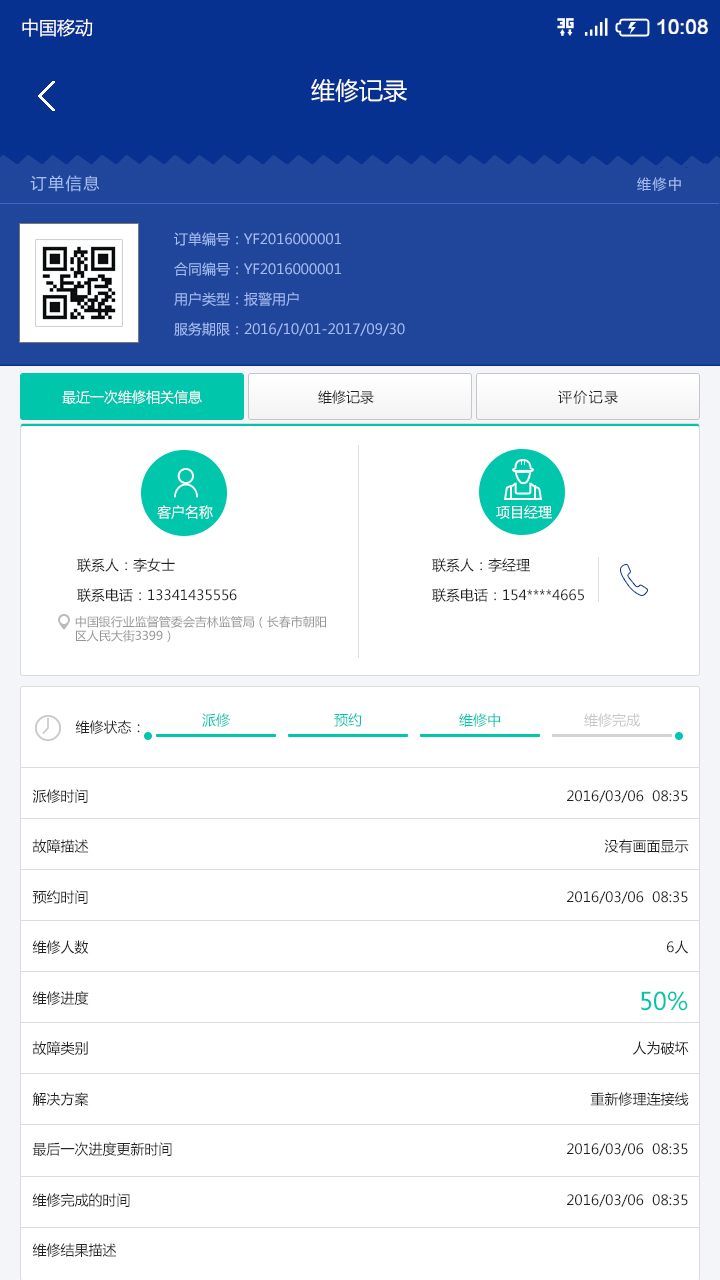 中国移动 3G 10:08
维修记录
订单信息 维修中
订单编号：YF2016000001
合同编号：YF2016000001
用户类型：报警用户
服务期限：2016/10/01-2017/09/30
最近一次维修相关信息 维修记录 评价记录
客户名称 项目经理
联系人：李女士 联系人：李经理
联系电话：13341435556 联系电话：154****4665
中国银行业监督管委会吉林监管局（长春市朝阳
区人民大街3399）
维修状态： 派修 预约 维修中 维修完成
派修时间 2016/03/06 08:35
故障描述 没有画面显示
预约时间 2016/03/06 08:35
维修人数 6人
维修进度 50%
故障类别 人为破坏
解决方案 重新修理连接线
最后一次进度更新时间 2016/03/06 08:35
维修完成的时间 2016/03/06 08:35
维修结果描述